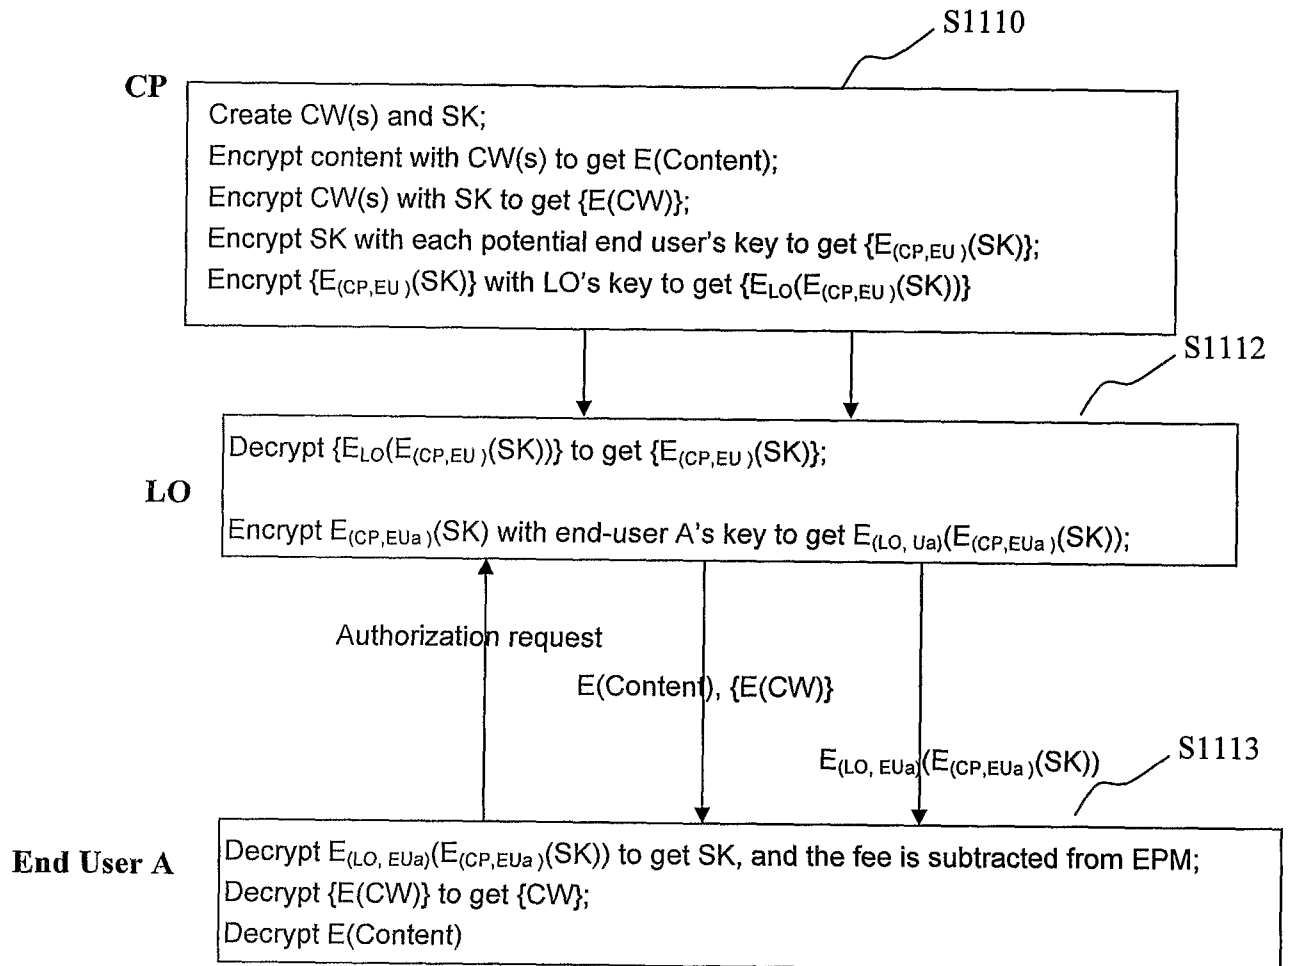 S1110
CP
Create CW(s) and SK;
Encrypt content with CW(s) to get E(Content);
Encrypt CW(s) with SK to get {E(CW)};
Encrypt SK with each potential end user's key to get {E(CP,EU )(SK)};
Encrypt {E(CP,EU )(SK)} with LO's key to get {ELO(E(CP,EU )(SK))}
S1112
LO
Decrypt {ELO(E(CP,EU )(SK))} to get {E(CP,EU )(SK)};
Encrypt E(CP,EUa )(SK) with end-user A's key to get E(LO, Ua)(E(CP,EUa )(SK));
Authorization request
E(Content), {E(CW)}
E(LO, EUa)(E(CP,EUa )(SK))
S1113
End User A
Decrypt E(LO, EUa)(E(CP,EUa )(SK)) to get SK, and the fee is subtracted from EPM;
Decrypt {E(CW)} to get {CW};
Decrypt E(Content)